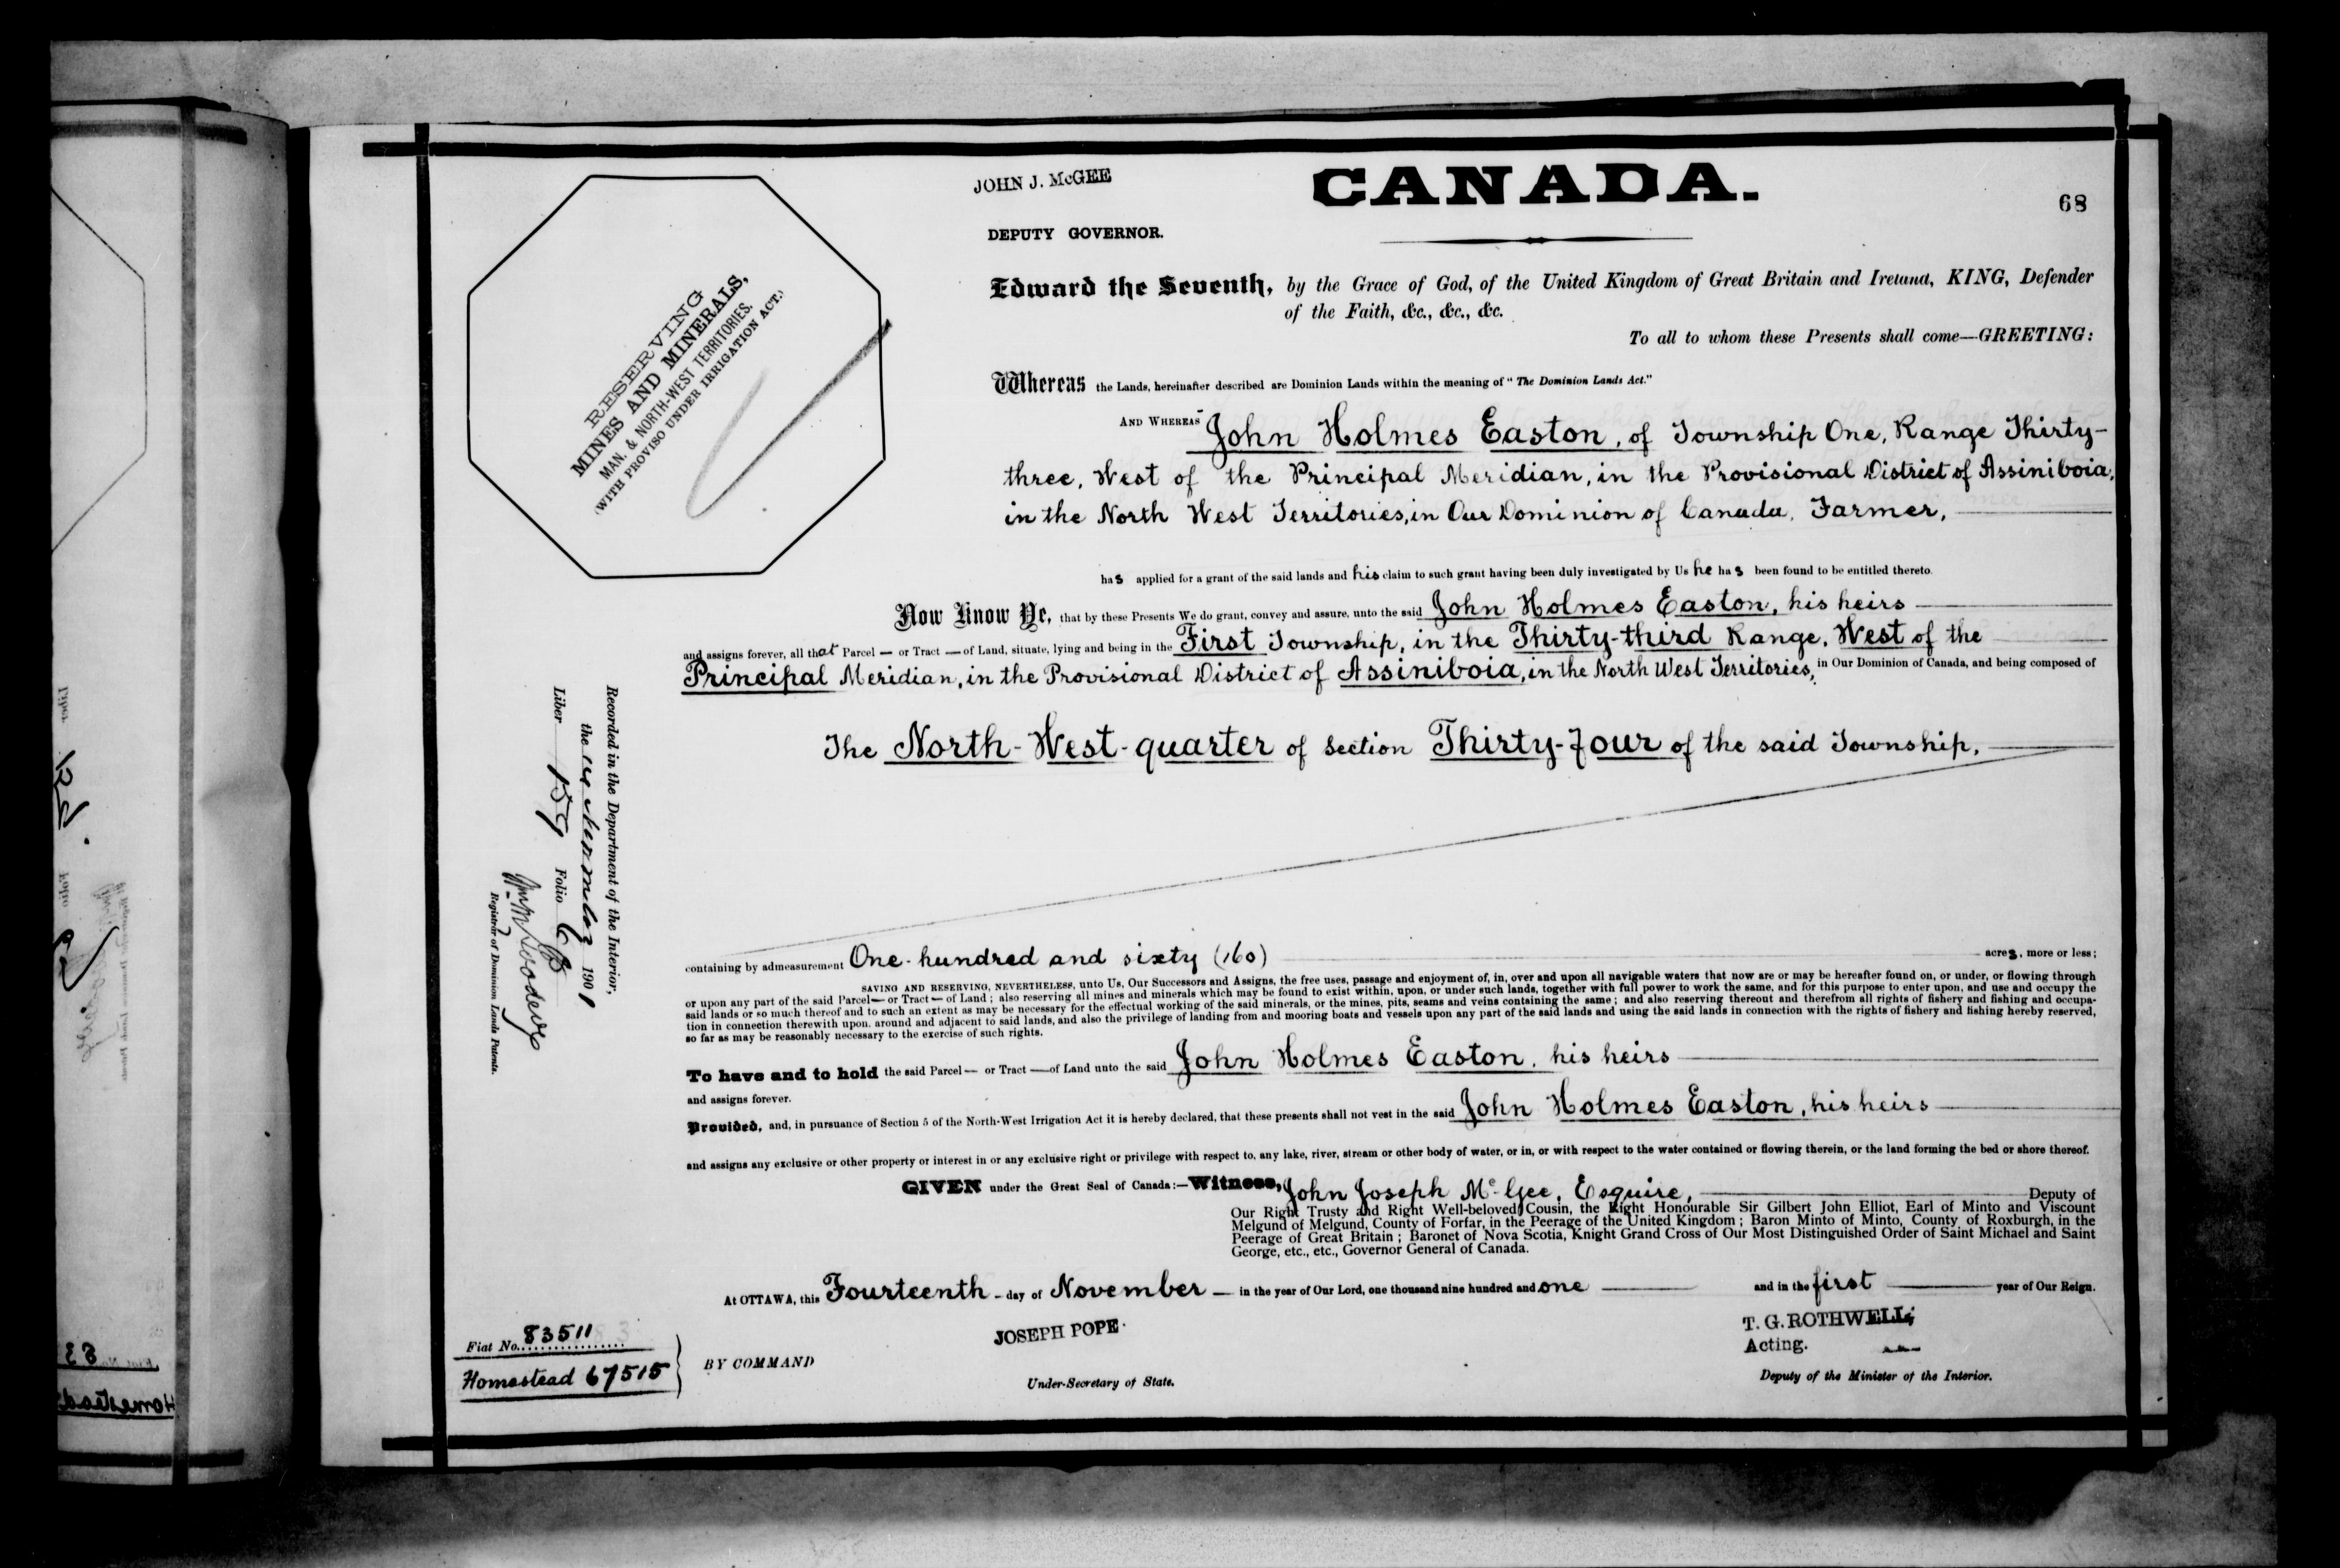 JOHN J. McGEE
CANADA.
68
DEPUTY GOVERNOR.
RESERVING
MINES AND MINERALS,
MAN. & NORTH-WEST TERRITORIES.
(WITH PROVISO UNDER IRRIGATION ACT.)
Edward the Seventh, by the Grace of God, of the United Kingdom of Great Britain and Ireland, KING, Defender
of the Faith, &c., &c., &c.
To all to whom these Presents shall come—GREETING:
Whereas the Lands, hereinafter described are Dominion Lands within the meaning of "The Dominion Lands Act."
AND WHEREAS John Holmes Easton, of Township One, Range Thirty-
three, West of the Principal Meridian, in the Provisional District of Assiniboia,
in the North West Territories, in Our Dominion of Canada, Farmer,
has applied for a grant of the said lands and his claim to such grant having been duly investigated by Us he has been found to be entitled thereto.
Now Know Ye, that by these Presents We do grant, convey and assure, unto the said John Holmes Easton, his heirs
and assigns forever, all that Parcel — or Tract — of Land, situate, lying and being in the First Township, in the Thirty-third Range, West of the
Principal Meridian, in the Provisional District of Assiniboia, in the North West Territories, in Our Dominion of Canada, and being composed of
The North-West-quarter of Section Thirty-Four of the said Township,
containing by admeasurement One hundred and sixty (160) acres, more or less;
SAVING AND RESERVING, NEVERTHELESS, unto Us, Our Successors and Assigns, the free uses, passage and enjoyment of, in, over and upon all navigable waters that now are or may be hereafter found on, or under, or flowing through
or upon any part of the said Parcel — or Tract — of Land; also reserving all mines and minerals which may be found to exist within, upon, or under such lands, together with full power to work the same, and for this purpose to enter upon, and use and occupy the
said lands or so much thereof and to such an extent as may be necessary for the effectual working of the said minerals, or the mines, pits, seams and veins containing the same; and also reserving thereout and therefrom all rights of fishery and fishing and occupa-
tion in connection therewith upon, around and adjacent to said lands, and also the privilege of landing from and mooring boats and vessels upon any part of the said lands and using the said lands in connection with the rights of fishery and fishing hereby reserved,
so far as may be reasonably necessary to the exercise of such rights.
To have and to hold the said Parcel — or Tract — of Land unto the said John Holmes Easton, his heirs
and assigns forever.
Provided, and, in pursuance of Section 5 of the North-West Irrigation Act it is hereby declared, that these presents shall not vest in the said John Holmes Easton, his heirs
and assigns any exclusive or other property or interest in or any exclusive right or privilege with respect to, any lake, river, stream or other body of water, or in, or with respect to the water contained or flowing therein, or the land forming the bed or shore thereof.
GIVEN under the Great Seal of Canada:—Witness, John Joseph McGee, Esquire, Deputy of
Our Right Trusty and Right Well-beloved Cousin, the Right Honourable Sir Gilbert John Elliot, Earl of Minto and Viscount
Melgund of Melgund, County of Forfar, in the Peerage of the United Kingdom; Baron Minto of Minto, County of Roxburgh, in the
Peerage of Great Britain; Baronet of Nova Scotia, Knight Grand Cross of Our Most Distinguished Order of Saint Michael and Saint
George, etc., etc., Governor General of Canada.
At OTTAWA, this Fourteenth day of November in the year of Our Lord, one thousand nine hundred and one and in the first year of Our Reign.
JOSEPH POPE
Under-Secretary of State.
T. G. ROTHWELL,
Acting.
Deputy of the Minister of the Interior.
BY COMMAND
Fiat No. 83511
Homestead 67515
Recorded in the Department of the Interior,
the 14 November 1901
Liber 159 Folio 68
Registrar of Dominion Lands Patents.